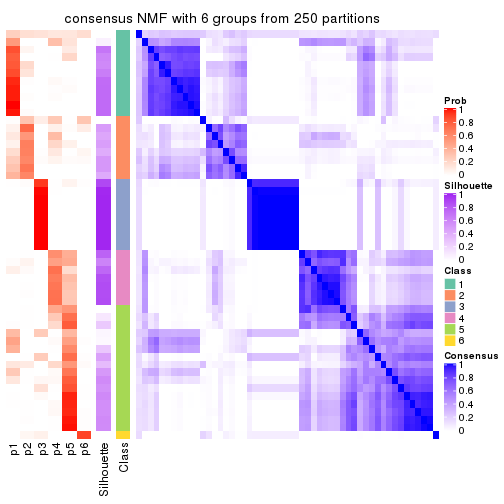 consensus NMF with 6 groups from 250 partitions
Prob
1
0.8
0.6
0.4
0.2
0
Silhouette
1
0.8
0.6
0.4
0.2
0
Class
1
2
3
4
5
6
Consensus
1
0.8
0.6
0.4
0.2
0
p1
p2
p3
p4
p5
p6
Silhouette
Class